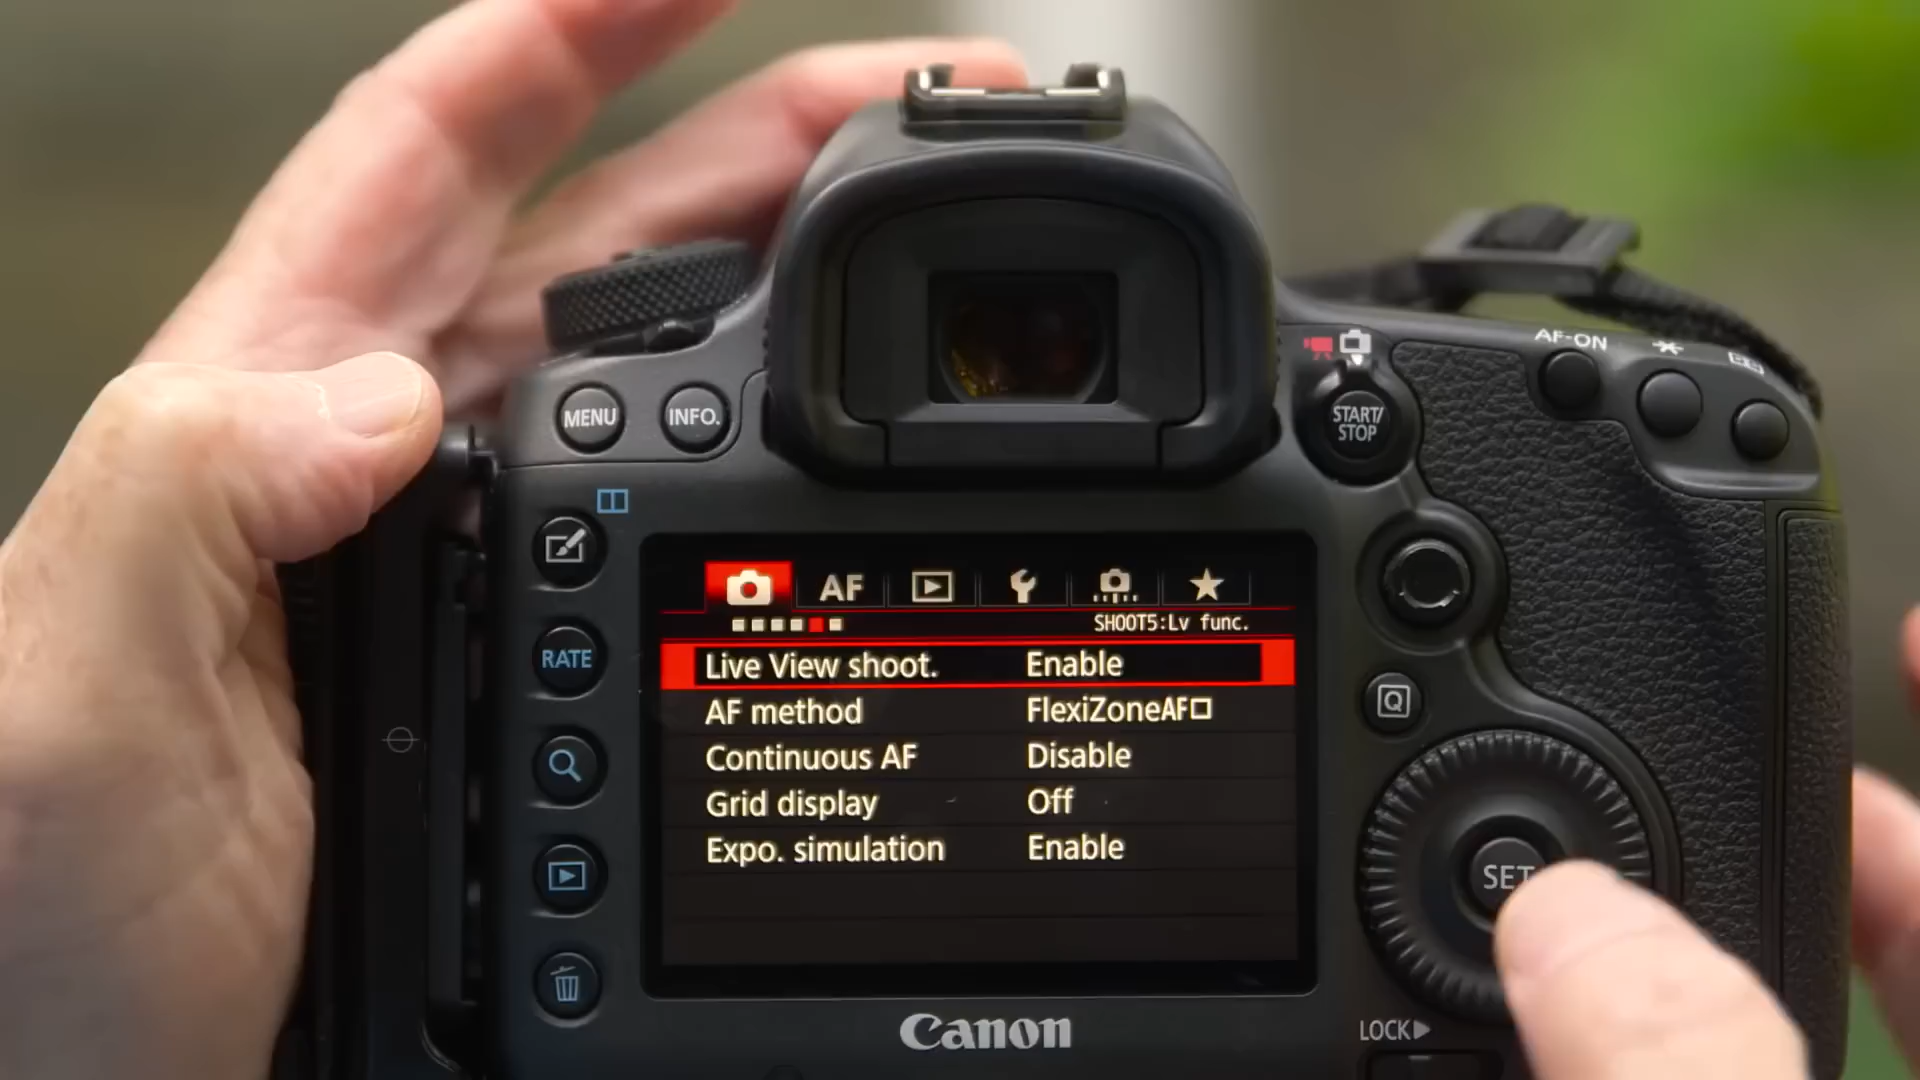 AF-ON
MENU
INFO.
START/
STOP
AF
SHOOT5:Lv func.
RATE
Live View shoot. Enable
AF method FlexiZoneAF
Continuous AF Disable
Grid display Off
Expo. simulation Enable
Q
SET
Canon
LOCK